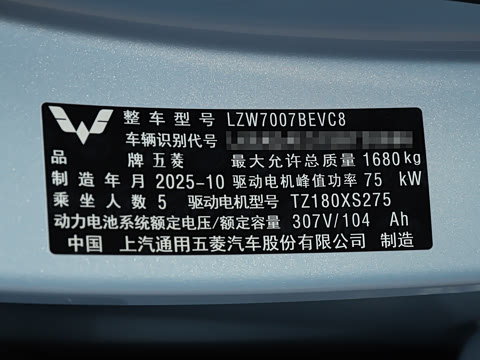 整车型号 LZW7007BEVC8
车辆识别代号
品 牌 五菱 最大允许总质量 1680kg
制造年月 2025-10 驱动电机峰值功率 75 kW
乘坐人数 5 驱动电机型号 TZ180XS275
动力电池系统额定电压/额定容量 307V/104 Ah
中国 上汽通用五菱汽车股份有限公司 制造